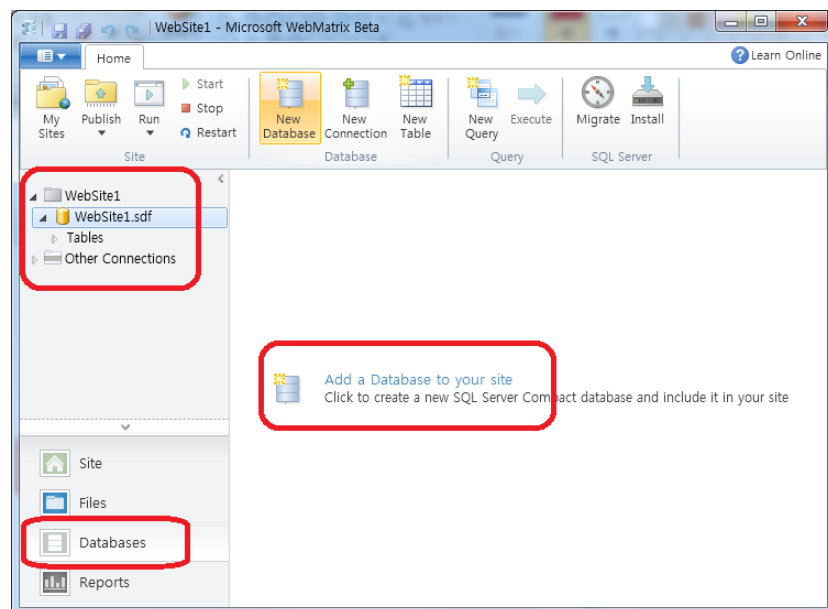 WebSite1 - Microsoft WebMatrix Beta
Home
Learn Online
My Sites
Publish
Run
Start
Stop
Restart
New Database
New Connection
New Table
New Query
Execute
Migrate
Install
Site
Database
Query
SQL Server
WebSite1
WebSite1.sdf
Tables
Other Connections
Add a Database to your site
Click to create a new SQL Server Compact database and include it in your site
Site
Files
Databases
Reports